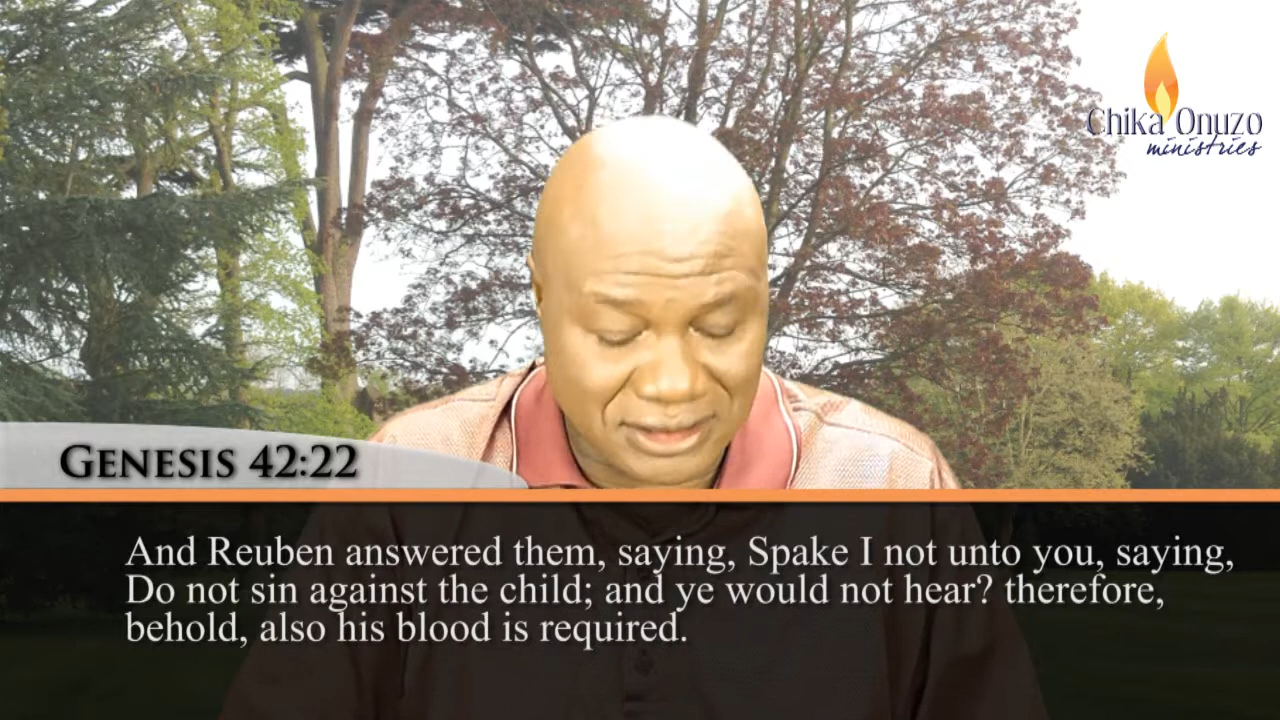 Chika Onuzo
ministries
Genesis 42:22
And Reuben answered them, saying, Spake I not unto you, saying,
Do not sin against the child; and ye would not hear? therefore,
behold, also his blood is required.